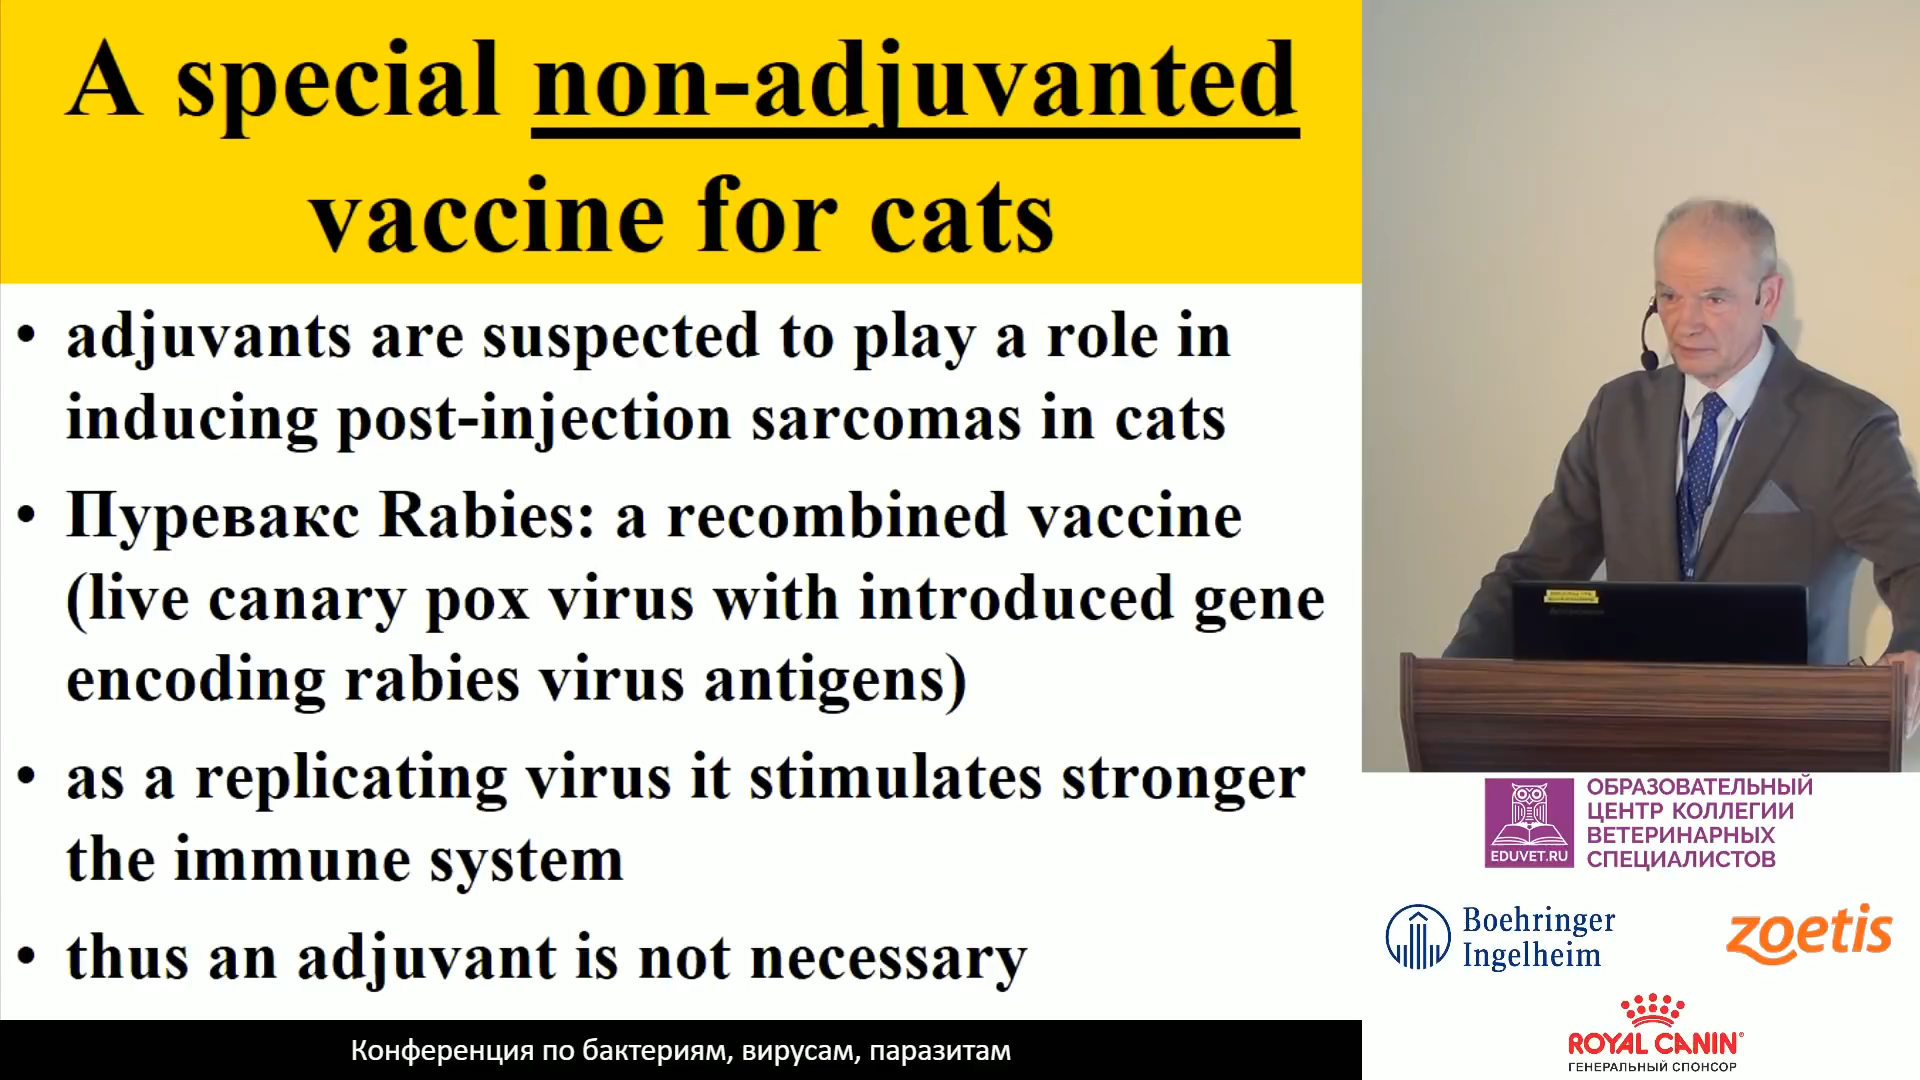 A special non-adjuvanted
vaccine for cats
• adjuvants are suspected to play a role in
inducing post-injection sarcomas in cats
• Пуревакс Rabies: a recombined vaccine
(live canary pox virus with introduced gene
encoding rabies virus antigens)
• as a replicating virus it stimulates stronger
the immune system
• thus an adjuvant is not necessary
Конференция по бактериям, вирусам, паразитам
EDUVET.RU
ОБРАЗОВАТЕЛЬНЫЙ
ЦЕНТР КОЛЛЕГИИ
ВЕТЕРИНАРНЫХ
СПЕЦИАЛИСТОВ
Boehringer
Ingelheim
zoetis
ROYAL CANIN
ГЕНЕРАЛЬНЫЙ СПОНСОР